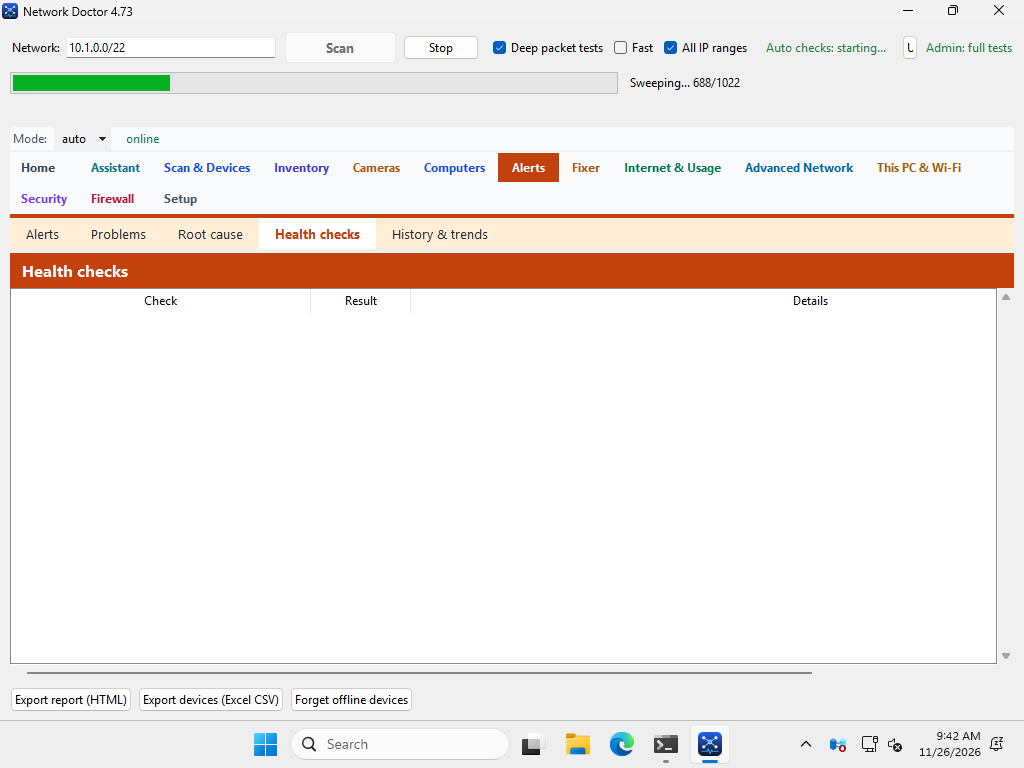 Network Doctor 4.73
Network: 10.1.0.0/22 Scan Stop Deep packet tests Fast All IP ranges Auto checks: starting... Admin: full tests
Sweeping... 688/1022
Mode: auto online
Home Assistant Scan & Devices Inventory Cameras Computers Alerts Fixer Internet & Usage Advanced Network This PC & Wi-Fi
Security Firewall Setup
Alerts Problems Root cause Health checks History & trends
Health checks
Check Result Details
Export report (HTML) Export devices (Excel CSV) Forget offline devices
Search
9:42 AM
11/26/2026